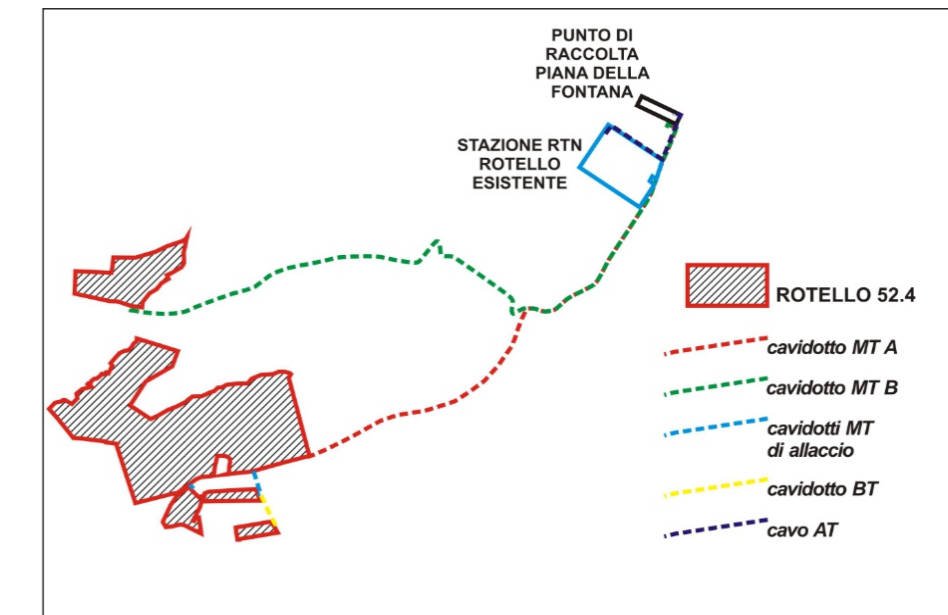 PUNTO DI
RACCOLTA
PIANA DELLA
FONTANA
STAZIONE RTN
ROTELLO
ESISTENTE
ROTELLO 52.4
cavidotto MT A
cavidotto MT B
cavidotti MT
di allaccio
cavidotto BT
cavo AT